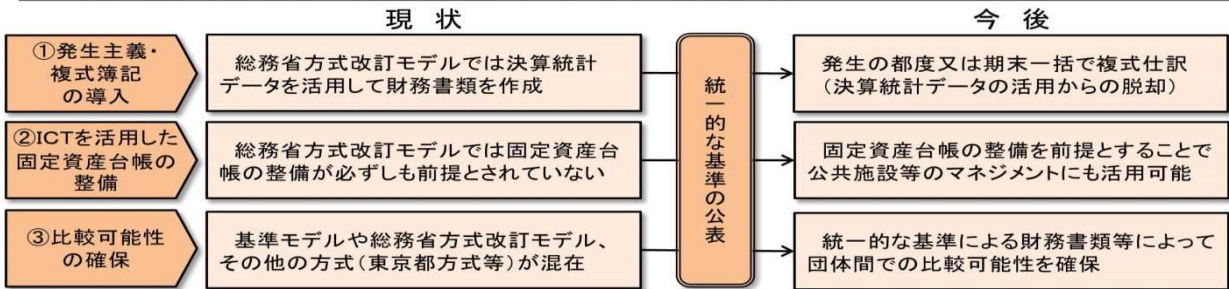 現 状
今 後
①発生主義・
複式簿記
の導入
総務省方式改訂モデルでは決算統計
データを活用して財務書類を作成
発生の都度又は期末一括で複式仕訳
（決算統計データの活用からの脱却）
②ICTを活用した
固定資産台帳の
整備
総務省方式改訂モデルでは固定資産台
帳の整備が必ずしも前提とされていない
固定資産台帳の整備を前提とすることで
公共施設等のマネジメントにも活用可能
③比較可能性
の確保
基準モデルや総務省方式改訂モデル、
その他の方式（東京都方式等）が混在
統一的な基準による財務書類等によって
団体間での比較可能性を確保
統一的な基準の公表